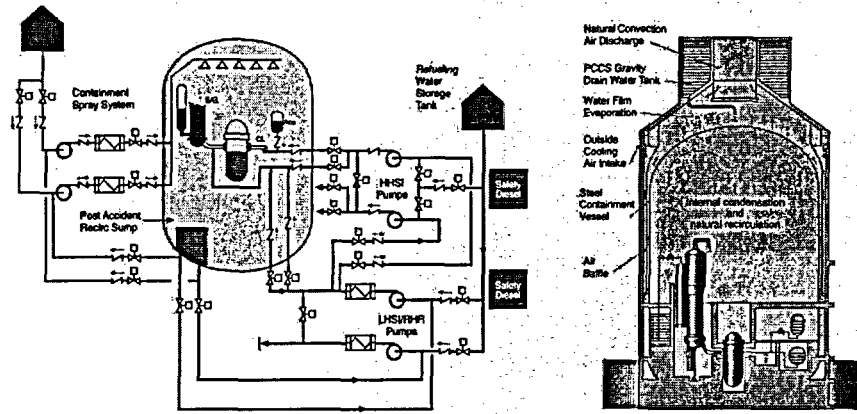 Containment
Spray System
Post Accident
Recirc Sump
Refueling
Water
Storage
Tank
HHSI
Pumps
Safety
Diesel
Safety
Diesel
LHSI/RHR
Pumps
Natural Convection
Air Discharge
PCCS Gravity
Drain Water Tank
Water Film
Evaporation
Outside
Cooling
Air Intake
Steel
Containment
Vessel
Air
Baffle
Internal condensation
and
natural recirculation